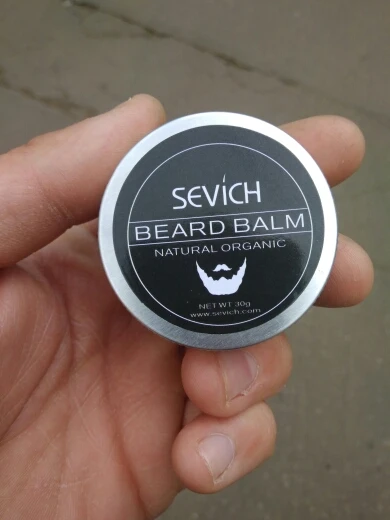 SEVICH
BEARD BALM
NATURAL ORGANIC
NET WT 30g
www.sevich.com